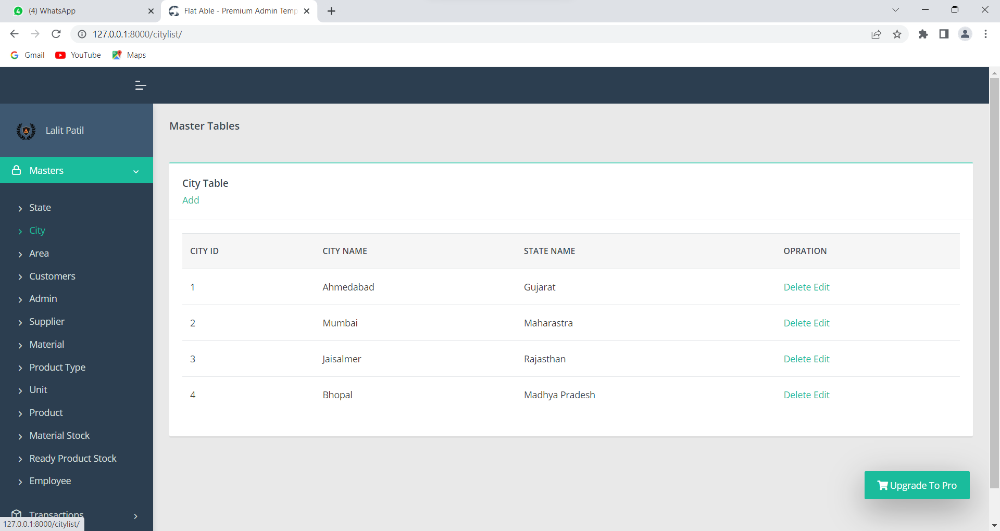 (4) WhatsApp
Flat Able - Premium Admin Temp
127.0.0.1:8000/citylist/
Gmail YouTube Maps
Lalit Patil
Masters
State
City
Area
Customers
Admin
Supplier
Material
Product Type
Unit
Product
Material Stock
Ready Product Stock
Employee
Transactions
127.0.0.1:8000/citylist/
Master Tables
City Table
Add
CITY ID CITY NAME STATE NAME OPRATION
1 Ahmedabad Gujarat Delete Edit
2 Mumbai Maharastra Delete Edit
3 Jaisalmer Rajasthan Delete Edit
4 Bhopal Madhya Pradesh Delete Edit
Upgrade To Pro